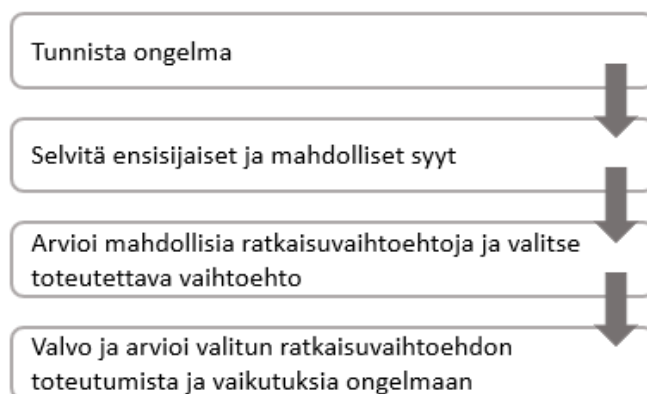 Tunnista ongelma
Selvitä ensisijaiset ja mahdolliset syyt
Arvioi mahdollisia ratkaisuvaihtoehtoja ja valitse
toteutettava vaihtoehto
Valvo ja arvioi valitun ratkaisuvaihtoehdon
toteutumista ja vaikutuksia ongelmaan